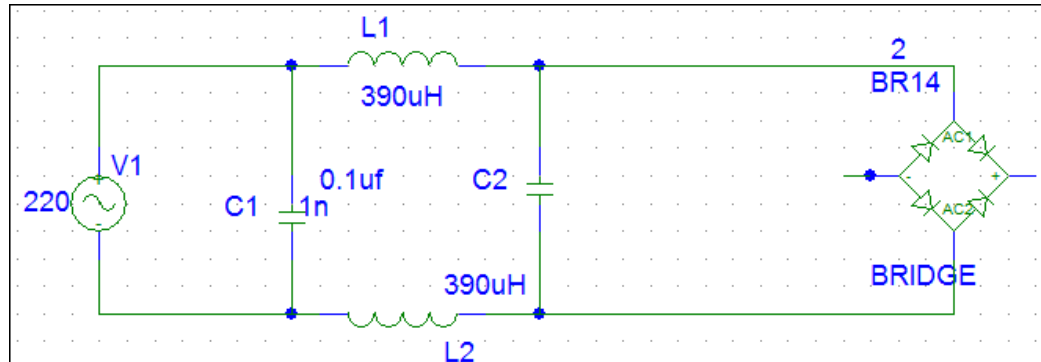 L1
2
390uH
BR14
AC1
V1
0.1uf
C2
- +
220
C1
1n
AC2
390uH
BRIDGE
L2